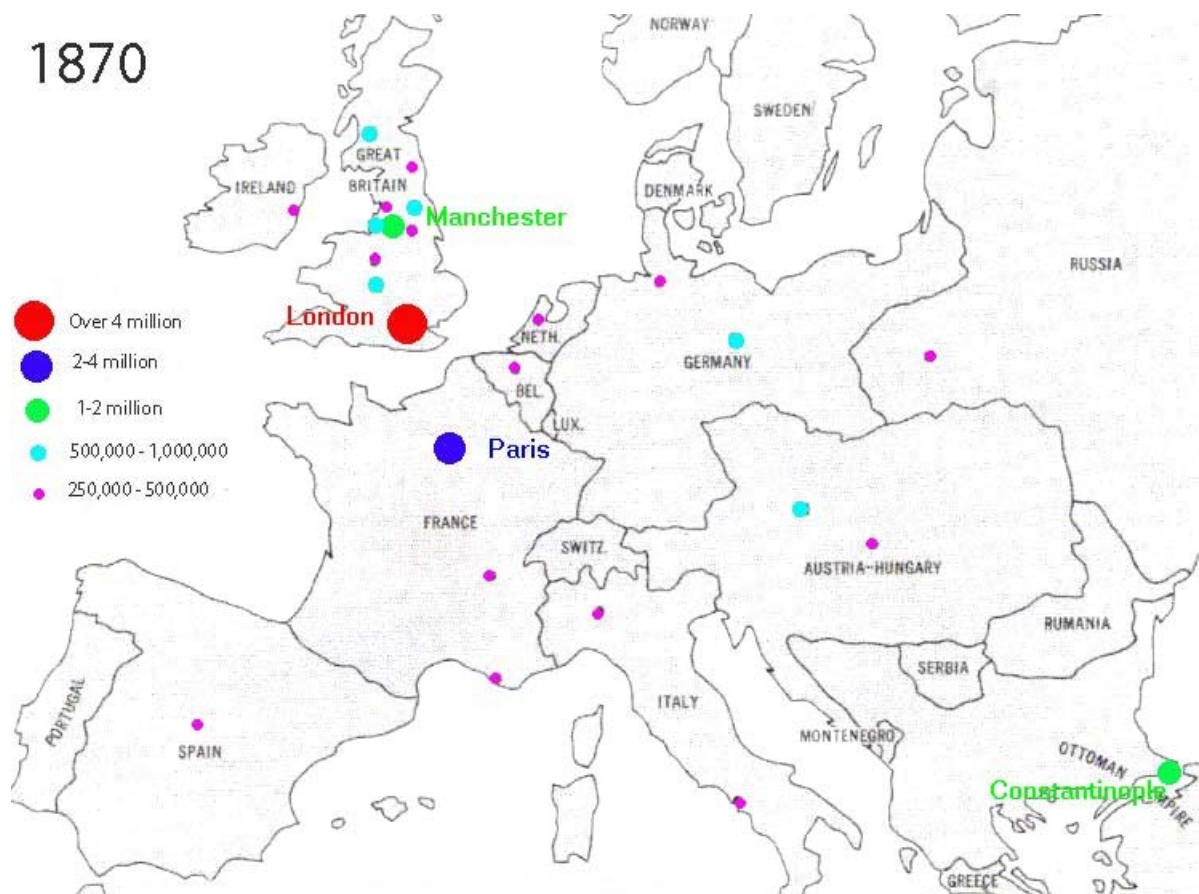 1870
NORWAY
SWEDEN
GREAT
BRITAIN
IRELAND
DENMARK
Manchester
RUSSIA
London
NETH.
GERMANY
BEL.
LUX.
Over 4 million
2-4 million
1-2 million
500,000 - 1,000,000
250,000 - 500,000
Paris
FRANCE
SWITZ.
AUSTRIA-HUNGARY
RUMANIA
SERBIA
PORTUGAL
SPAIN
ITALY
MONTENEGRO
OTTOMAN
EMPIRE
Constantinople
GREECE